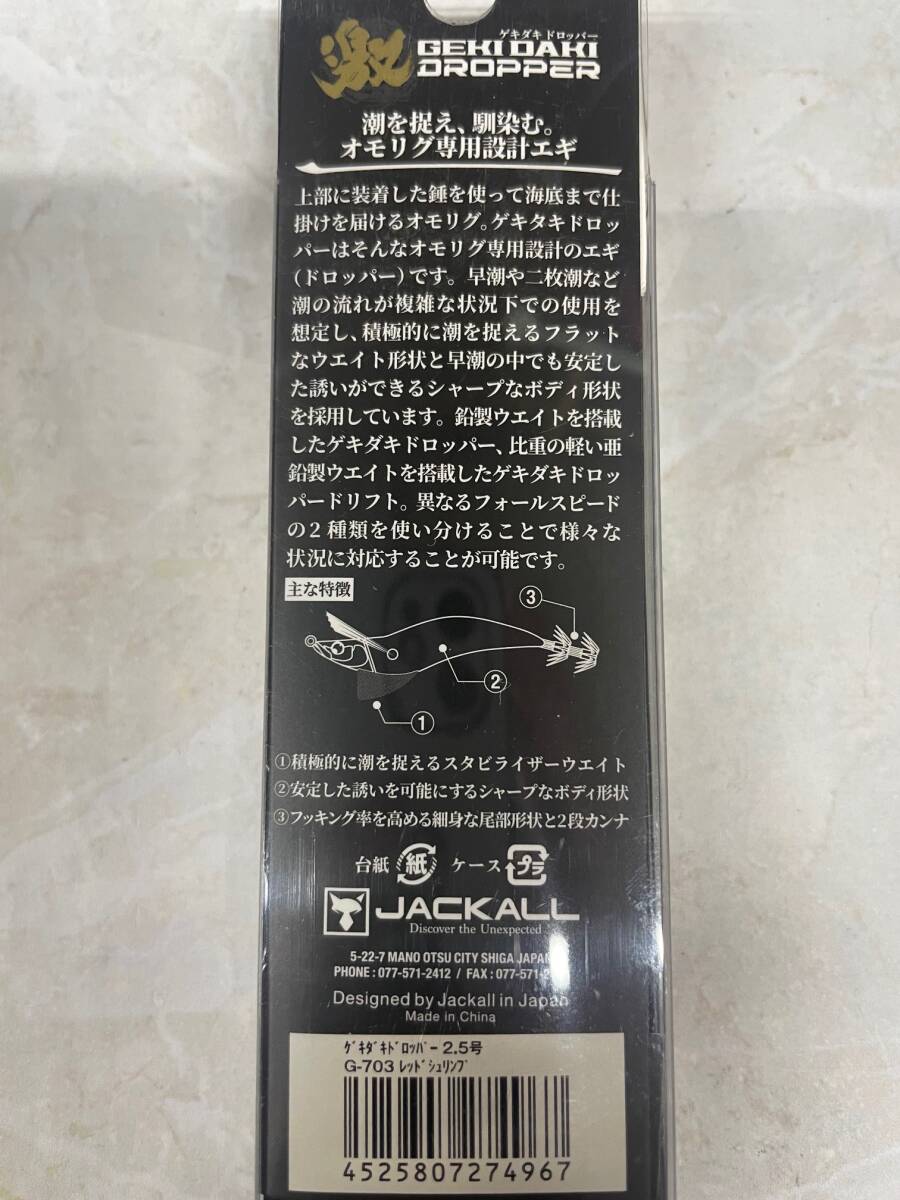 激
ゲキダキ ドロッパー
GEKI DAKI
DROPPER
潮を捉え、馴染む。
オモリグ専用設計エギ
上部に装着した錘を使って海底まで仕
掛けを届けるオモリグ。ゲキタキドロッ
パーはそんなオモリグ専用設計のエギ
（ドロッパー）です。早潮や二枚潮など
潮の流れが複雑な状況下での使用を
想定し、積極的に潮を捉えるフラット
なウエイト形状と早潮の中でも安定し
た誘いができるシャープなボディ形状
を採用しています。鉛製ウエイトを搭載
したゲキダキドロッパー、比重の軽い亜
鉛製ウエイトを搭載したゲキダキドロッ
パードリフト。異なるフォールスピード
の2種類を使い分けることで様々な
状況に対応することが可能です。
主な特徴
③
②
①
①積極的に潮を捉えるスタビライザーウエイト
②安定した誘いを可能にするシャープなボディ形状
③フッキング率を高める細身な尾部形状と2段カンナ
台紙 紙 ケース プラ
JACKALL
Discover the Unexpected
5-22-7 MANO OTSU CITY SHIGA JAPAN
PHONE : 077-571-2412 / FAX : 077-571-2
Designed by Jackall in Japan
Made in China
ｹﾞｷﾀﾞｷﾄﾞﾛｯﾊﾟｰ 2.5号
G-703 ﾚｯﾄﾞｼｭﾘﾝﾌﾟ
4525807274967